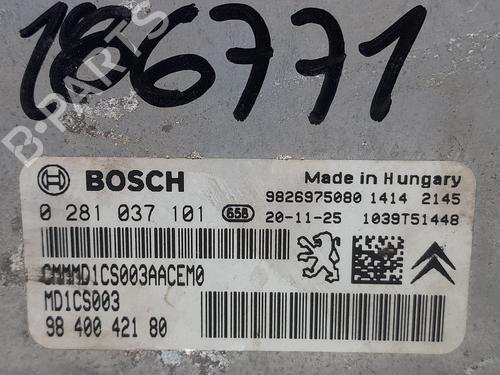 186771
B-PARTS
BOSCH
Made in Hungary
9826975080 1414 2145
0 281 037 101 658 20-11-25 1039T51448
CMMMD1CS003AACEM0
MD1CS003
98 400 421 80